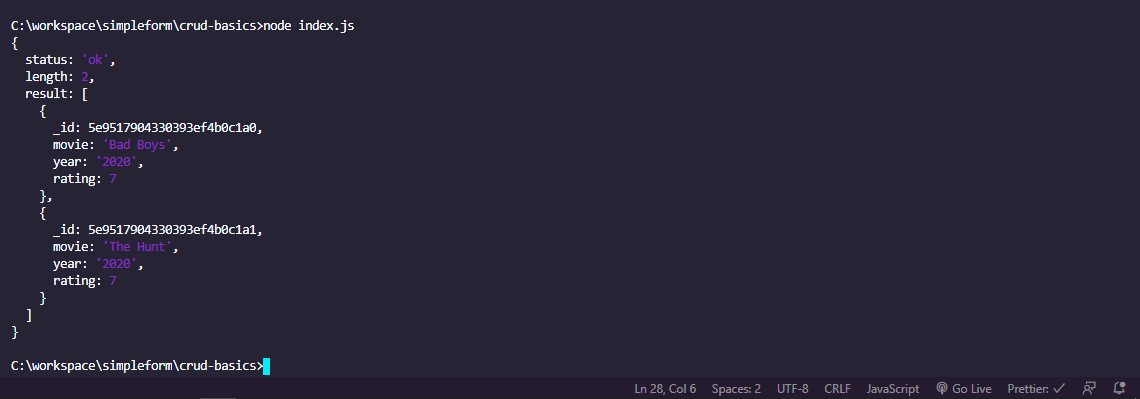 C:\workspace\simpleform\crud-basics>node index.js
{
  status: 'ok',
  length: 2,
  result: [
    {
      _id: 5e9517904330393ef4b0c1a0,
      movie: 'Bad Boys',
      year: '2020',
      rating: 7
    },
    {
      _id: 5e9517904330393ef4b0c1a1,
      movie: 'The Hunt',
      year: '2020',
      rating: 7
    }
  ]
}
C:\workspace\simpleform\crud-basics>
Ln 28, Col 6 Spaces: 2 UTF-8 CRLF JavaScript Go Live Prettier: ✓